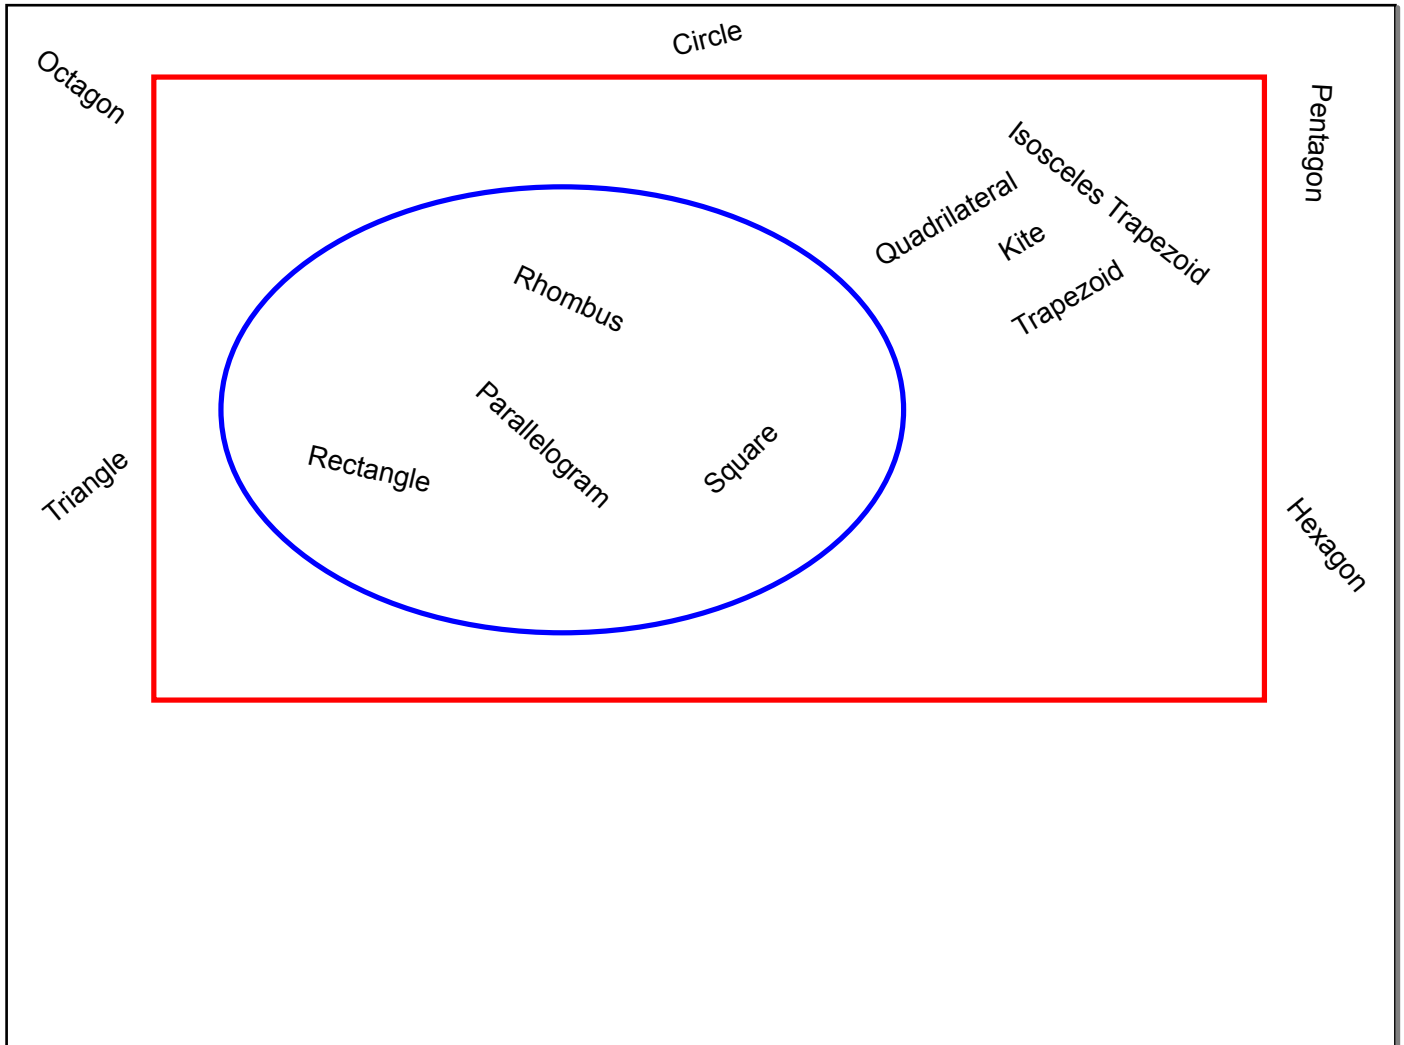 Circle
Octagon
Pentagon
Isosceles Trapezoid
Quadrilateral
Kite
Trapezoid
Rhombus
Parallelogram
Square
Rectangle
Triangle
Hexagon